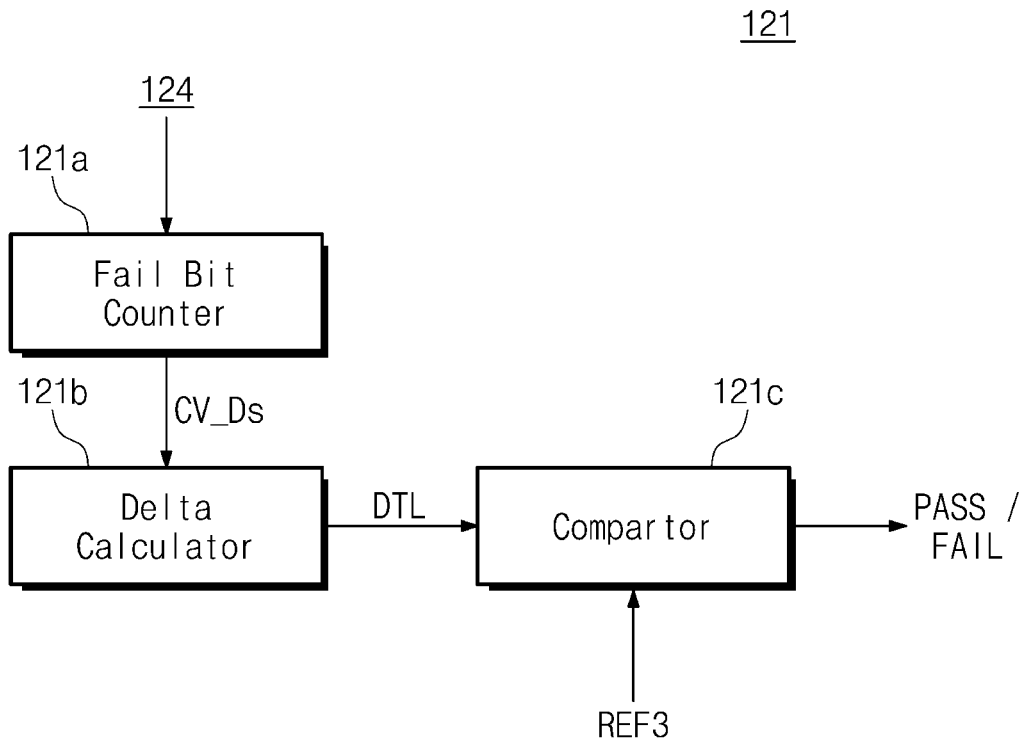 121
124
121a
Fail Bit
Counter
121b
CV_Ds
121c
Delta
Calculator
DTL
Compartor
PASS /
FAIL
REF3